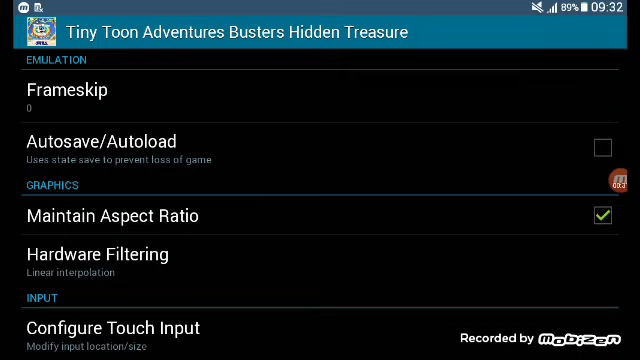 89% 09:32
Tiny Toon Adventures Busters Hidden Treasure
EMULATION
Frameskip
0
Autosave/Autoload
Uses state save to prevent loss of game
GRAPHICS
Maintain Aspect Ratio
Hardware Filtering
Linear interpolation
INPUT
Configure Touch Input
Modify input location/size
Recorded by mobizen